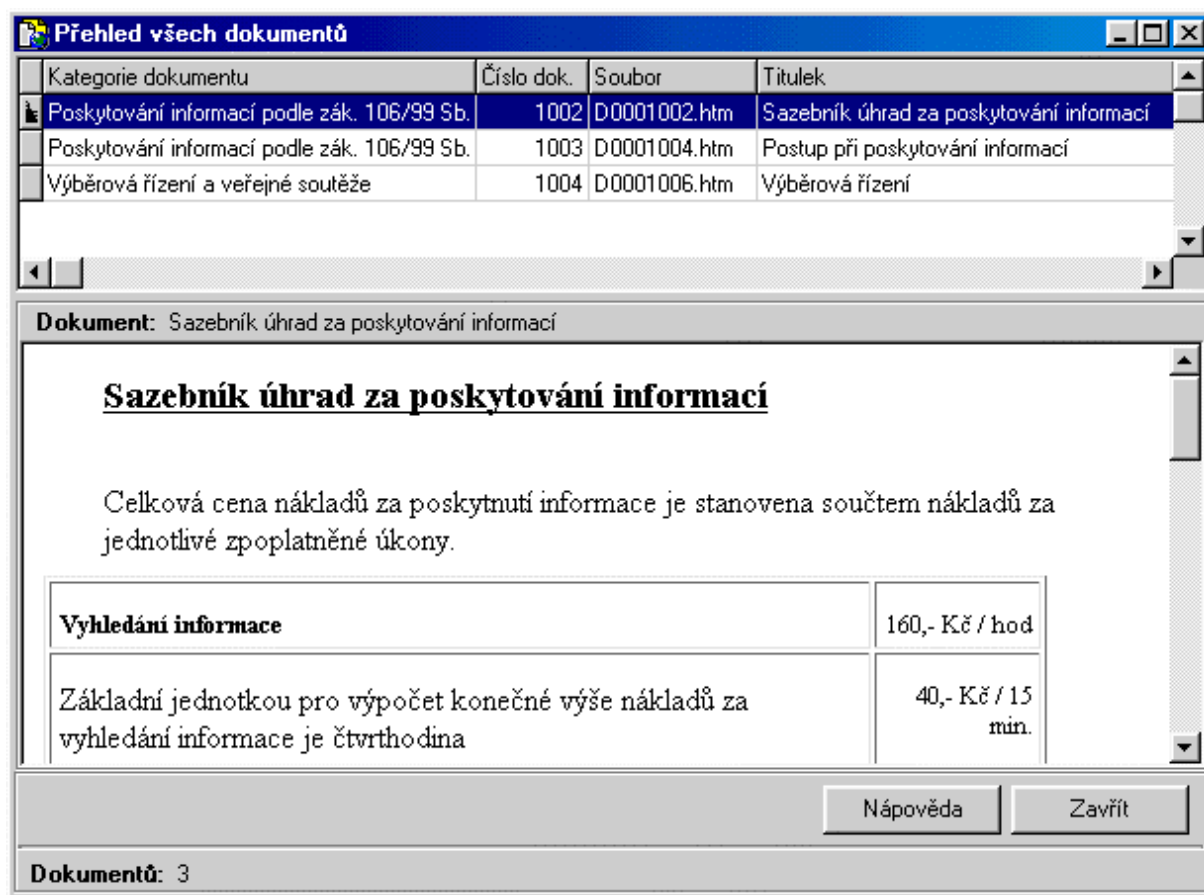 Přehled všech dokumentů
Kategorie dokumentu Číslo dok. Soubor Titulek
Poskytování informací podle zák. 106/99 Sb. 1002 D0001002.htm Sazebník úhrad za poskytování informací
Poskytování informací podle zák. 106/99 Sb. 1003 D0001004.htm Postup při poskytování informací
Výběrová řízení a veřejné soutěže 1004 D0001006.htm Výběrová řízení
Dokument: Sazebník úhrad za poskytování informací
Sazebník úhrad za poskytování informací
Celková cena nákladů za poskytnutí informace je stanovena součtem nákladů za
jednotlivé zpoplatněné úkony.
Vyhledání informace 160,- Kč / hod
Základní jednotkou pro výpočet konečné výše nákladů za 40,- Kč / 15
vyhledání informace je čtvrthodina min.
Nápověda Zavřít
Dokumentů: 3